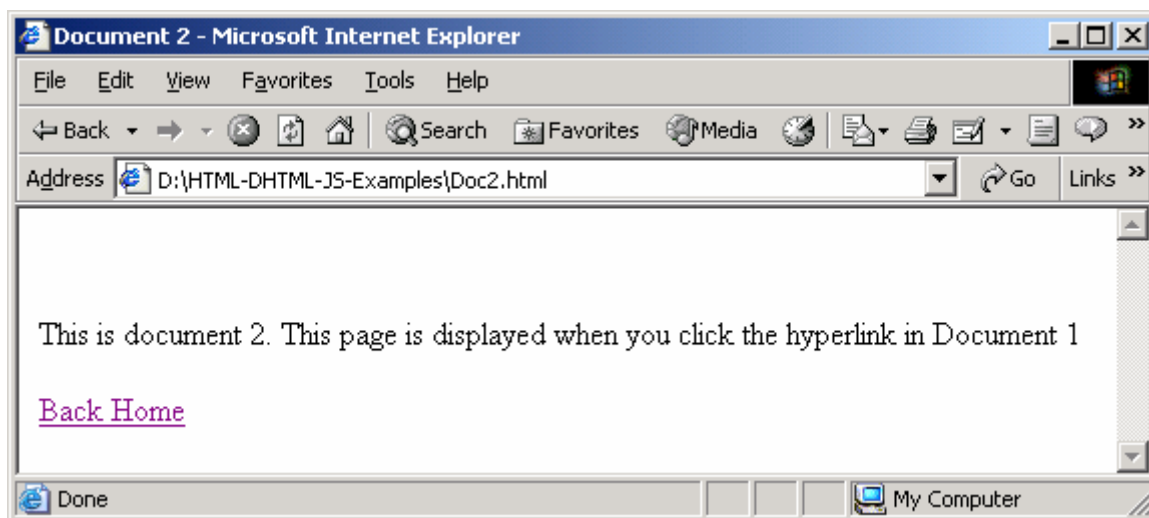 Document 2 - Microsoft Internet Explorer
File Edit View Favorites Tools Help
Back Search Favorites Media »
Address D:\HTML-DHTML-JS-Examples\Doc2.html Go Links »
This is document 2. This page is displayed when you click the hyperlink in Document 1
Back Home
Done My Computer